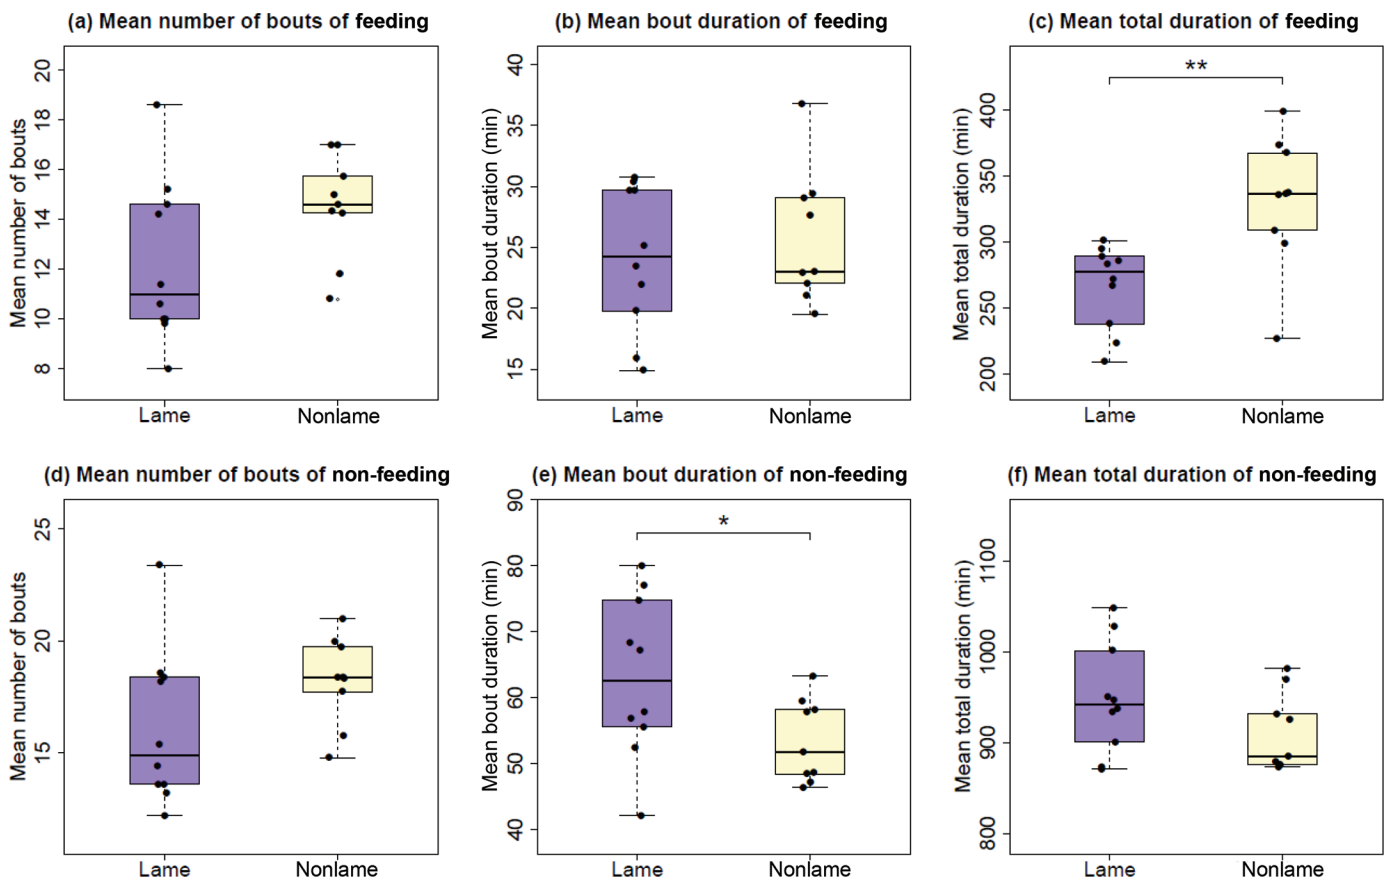 (a) Mean number of bouts of feeding
Mean number of bouts
20
18
16
14
12
10
8
Lame
Nonlame
(b) Mean bout duration of feeding
Mean bout duration (min)
40
35
30
25
20
15
Lame
Nonlame
(c) Mean total duration of feeding
**
Mean total duration (min)
400
350
300
250
200
Lame
Nonlame
(d) Mean number of bouts of non-feeding
Mean number of bouts
25
20
15
Lame
Nonlame
(e) Mean bout duration of non-feeding
*
Mean bout duration (min)
90
80
70
60
50
40
Lame
Nonlame
(f) Mean total duration of non-feeding
Mean total duration (min)
1100
1000
900
800
Lame
Nonlame